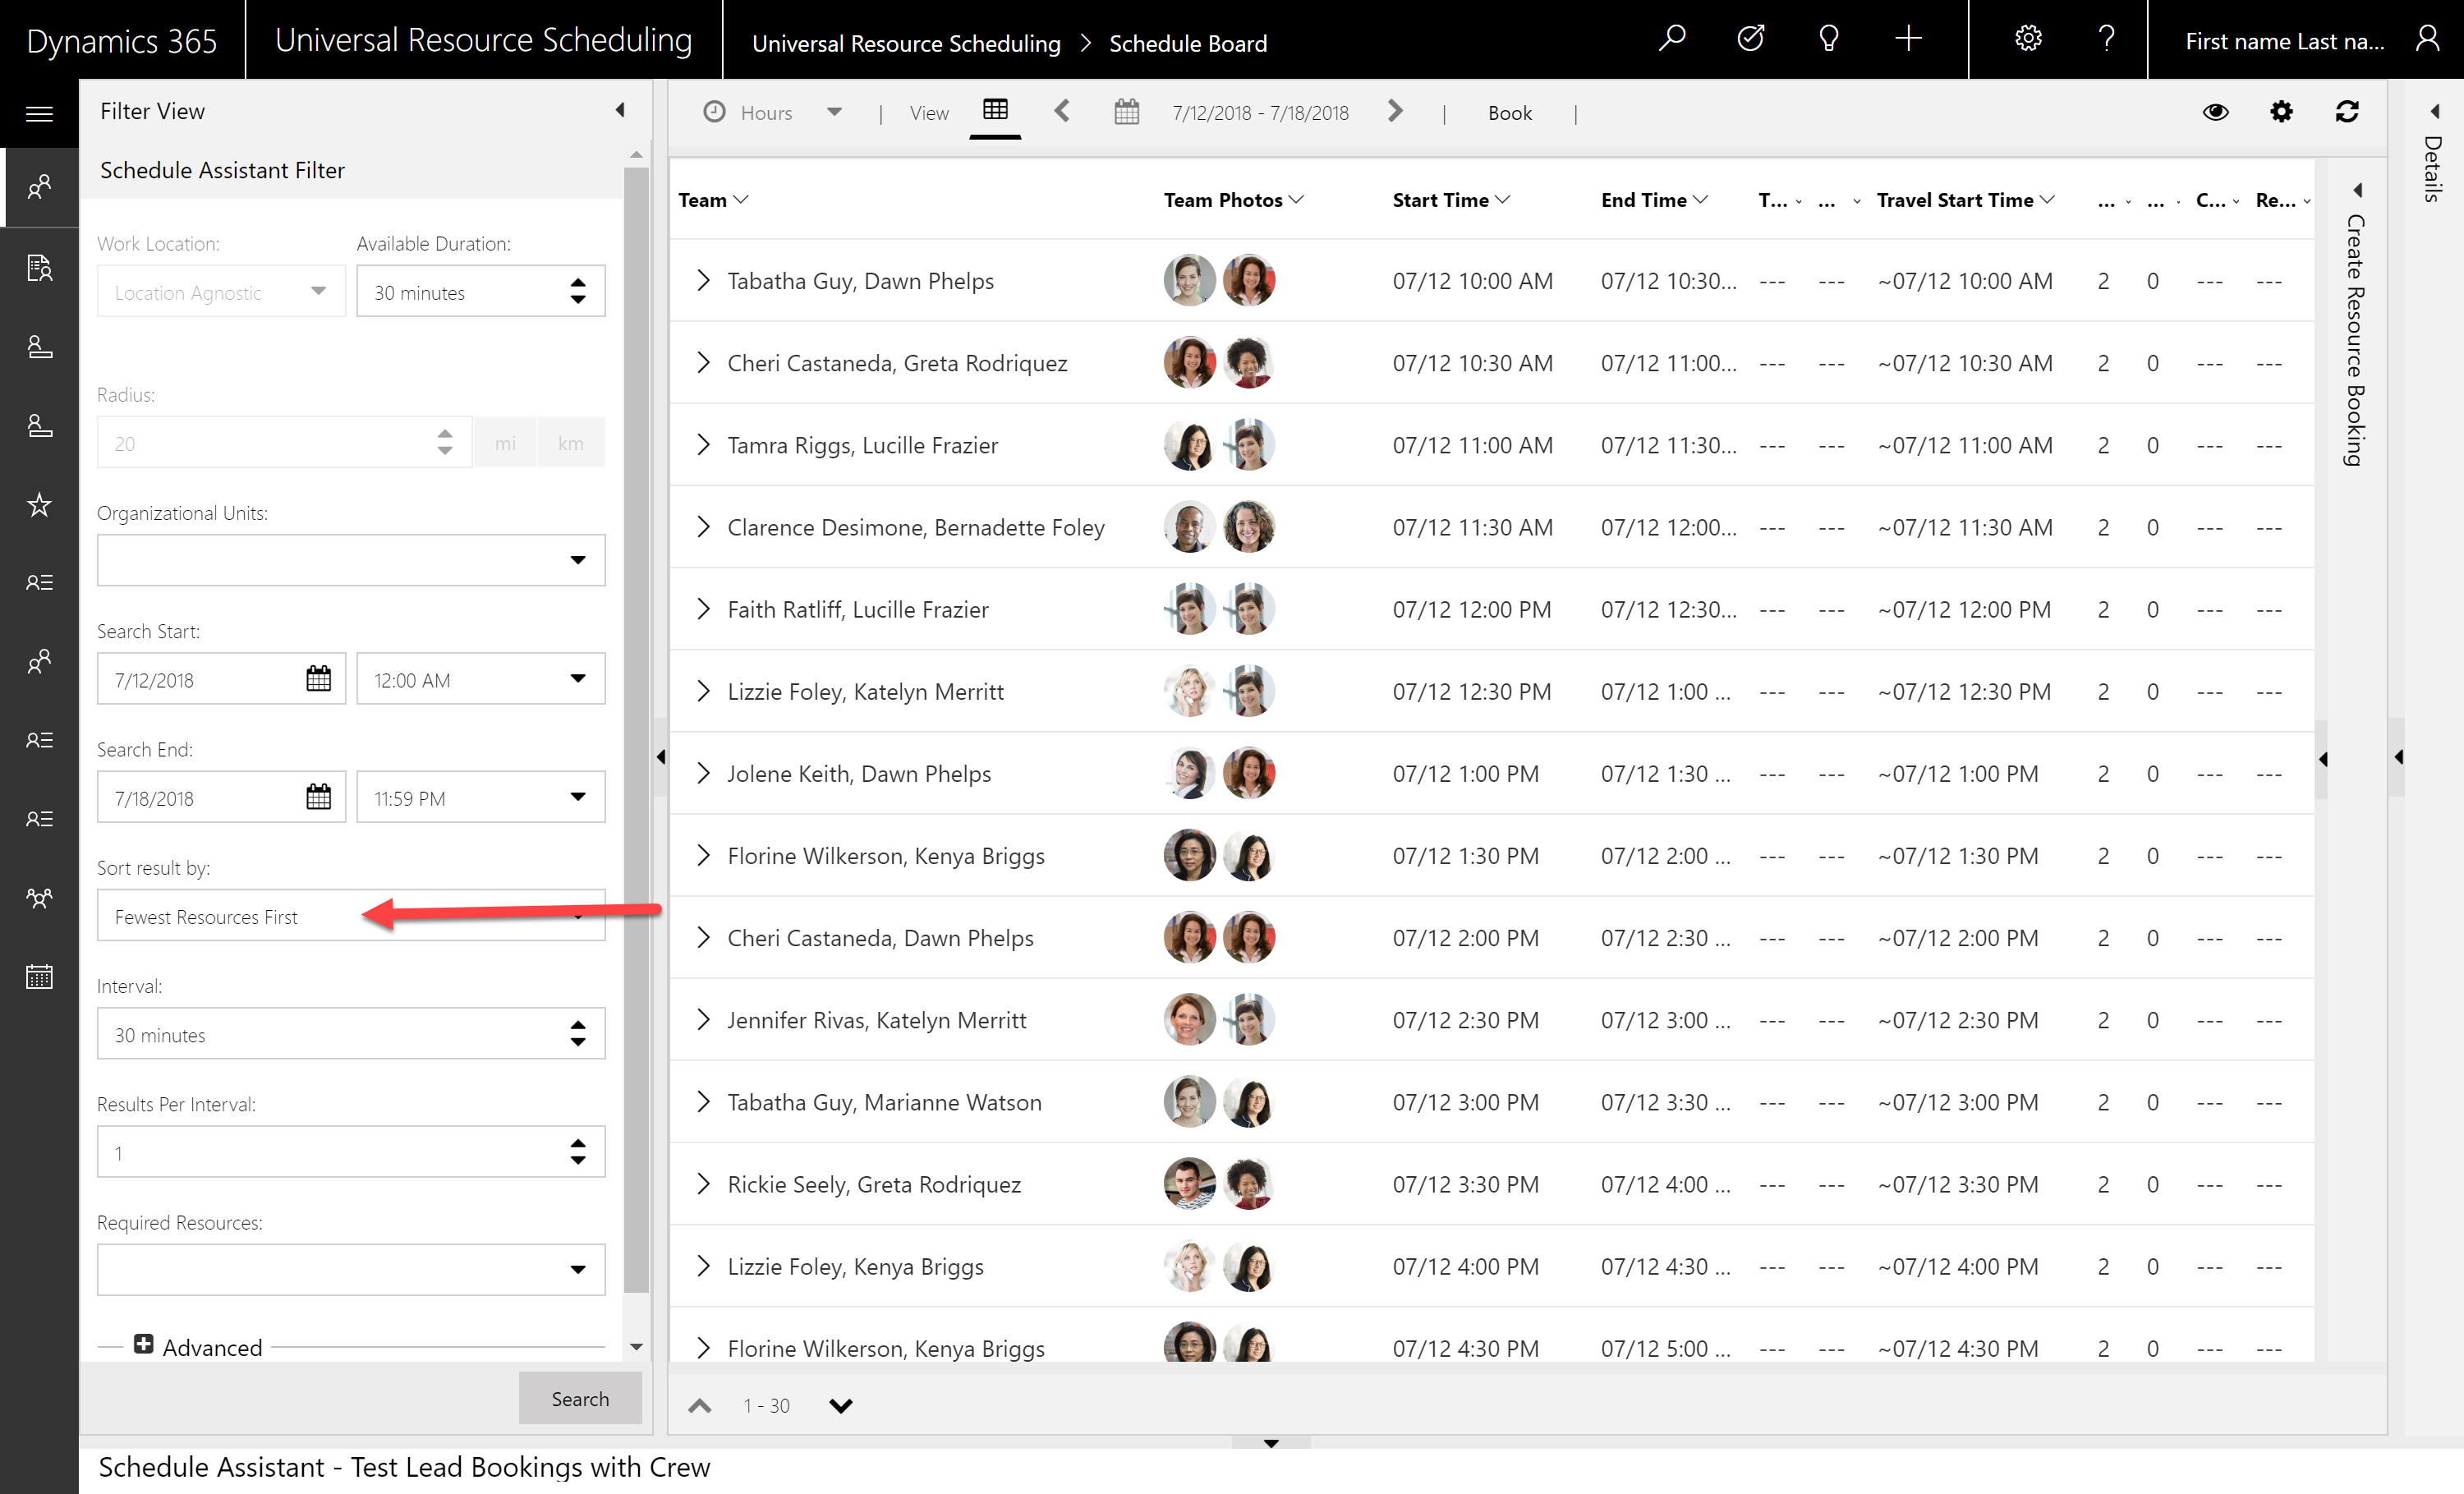 Dynamics 365 Universal Resource Scheduling Universal Resource Scheduling > Schedule Board First name Last na...
Filter View
Schedule Assistant Filter
Work Location: Available Duration:
Location Agnostic 30 minutes
Radius:
20 mi km
Organizational Units:
Search Start:
7/12/2018 12:00 AM
Search End:
7/18/2018 11:59 PM
Sort result by:
Fewest Resources First
Interval:
30 minutes
Results Per Interval:
1
Required Resources:
Advanced
Search
Hours | View 7/12/2018 - 7/18/2018 | Book |
Team Team Photos Start Time End Time T... ... Travel Start Time ... ... C... Re...
Tabatha Guy, Dawn Phelps 07/12 10:00 AM 07/12 10:30... --- --- ~07/12 10:00 AM 2 0 --- ---
Cheri Castaneda, Greta Rodriquez 07/12 10:30 AM 07/12 11:00... --- --- ~07/12 10:30 AM 2 0 --- ---
Tamra Riggs, Lucille Frazier 07/12 11:00 AM 07/12 11:30... --- --- ~07/12 11:00 AM 2 0 --- ---
Clarence Desimone, Bernadette Foley 07/12 11:30 AM 07/12 12:00... --- --- ~07/12 11:30 AM 2 0 --- ---
Faith Ratliff, Lucille Frazier 07/12 12:00 PM 07/12 12:30... --- --- ~07/12 12:00 PM 2 0 --- ---
Lizzie Foley, Katelyn Merritt 07/12 12:30 PM 07/12 1:00 ... --- --- ~07/12 12:30 PM 2 0 --- ---
Jolene Keith, Dawn Phelps 07/12 1:00 PM 07/12 1:30 ... --- --- ~07/12 1:00 PM 2 0 --- ---
Florine Wilkerson, Kenya Briggs 07/12 1:30 PM 07/12 2:00 ... --- --- ~07/12 1:30 PM 2 0 --- ---
Cheri Castaneda, Dawn Phelps 07/12 2:00 PM 07/12 2:30 ... --- --- ~07/12 2:00 PM 2 0 --- ---
Jennifer Rivas, Katelyn Merritt 07/12 2:30 PM 07/12 3:00 ... --- --- ~07/12 2:30 PM 2 0 --- ---
Tabatha Guy, Marianne Watson 07/12 3:00 PM 07/12 3:30 ... --- --- ~07/12 3:00 PM 2 0 --- ---
Rickie Seely, Greta Rodriquez 07/12 3:30 PM 07/12 4:00 ... --- --- ~07/12 3:30 PM 2 0 --- ---
Lizzie Foley, Kenya Briggs 07/12 4:00 PM 07/12 4:30 ... --- --- ~07/12 4:00 PM 2 0 --- ---
Florine Wilkerson, Kenya Briggs 07/12 4:30 PM 07/12 5:00 ... --- --- ~07/12 4:30 PM 2 0 --- ---
1 - 30
Create Resource Booking
Details
Schedule Assistant - Test Lead Bookings with Crew